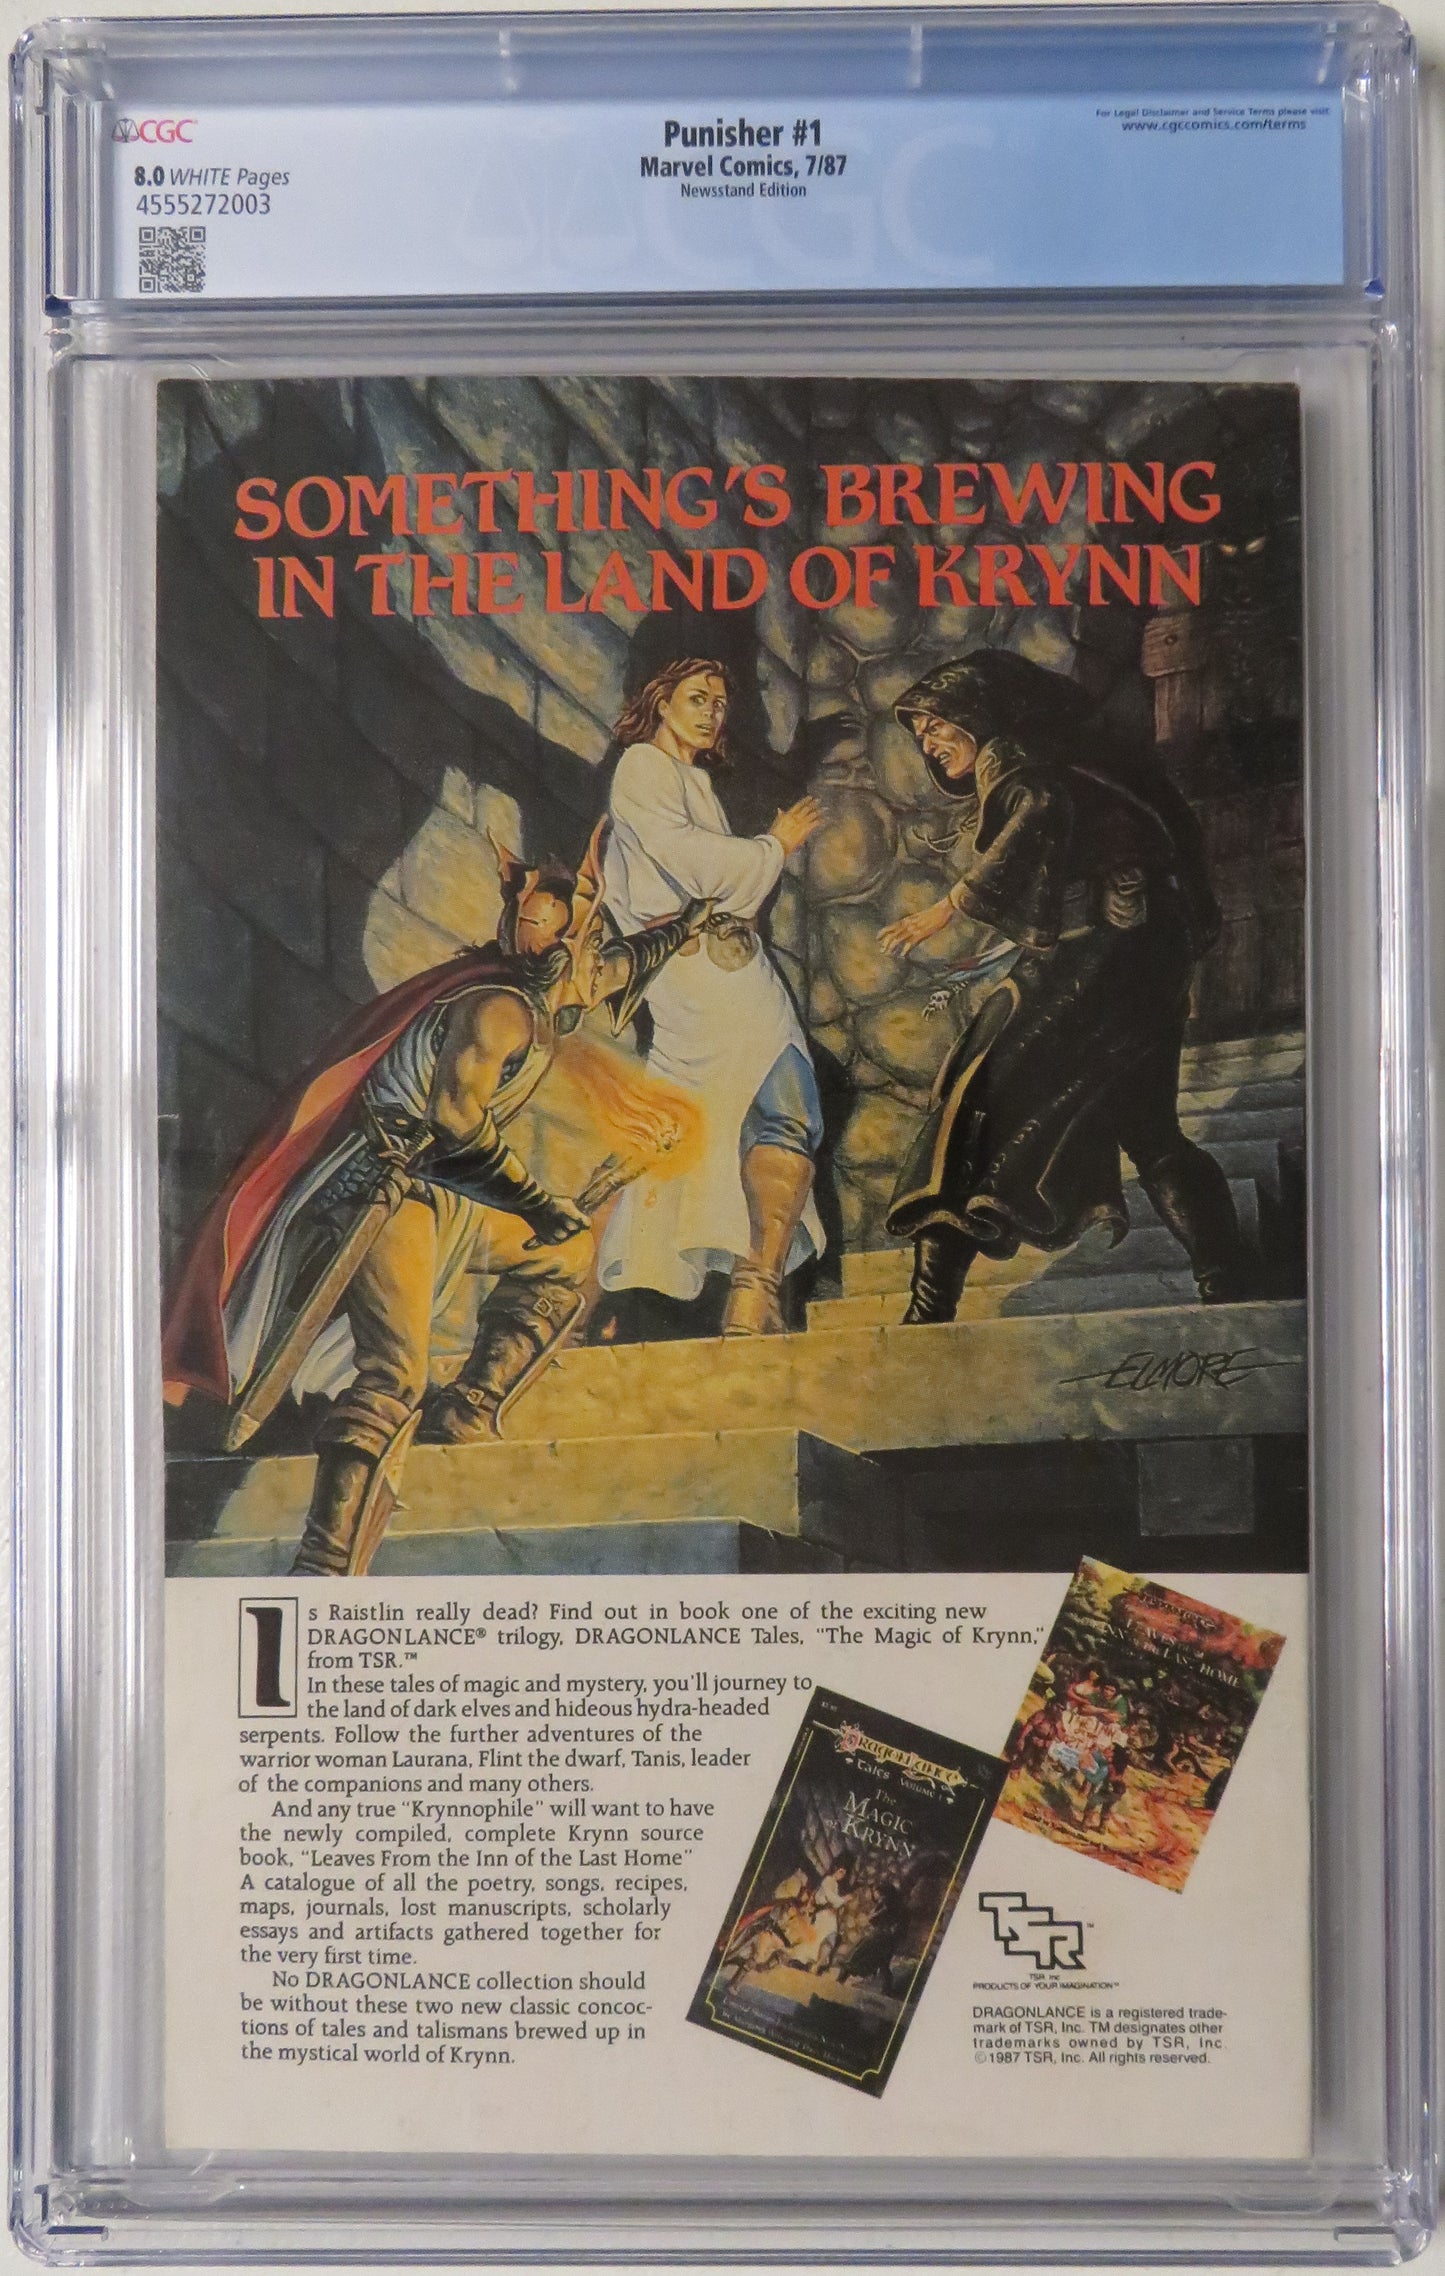 CGC
8.0 WHITE Pages
4555272003
Punisher #1
Marvel Comics, 7/87
Newsstand Edition
For Legal Disclaimer and Service Terms please visit
www.cgccomics.com/terms
SOMETHING'S BREWING
IN THE LAND OF KRYNN
ELMORE
Is Raistlin really dead? Find out in book one of the exciting new
DRAGONLANCE® trilogy, DRAGONLANCE Tales, "The Magic of Krynn,"
from TSR.™
In these tales of magic and mystery, you'll journey to
the land of dark elves and hideous hydra-headed
serpents. Follow the further adventures of the
warrior woman Laurana, Flint the dwarf, Tanis, leader
of the companions and many others.
And any true "Krynnophile" will want to have
the newly compiled, complete Krynn source
book, "Leaves From the Inn of the Last Home"
A catalogue of all the poetry, songs, recipes,
maps, journals, lost manuscripts, scholarly
essays and artifacts gathered together for
the very first time.
No DRAGONLANCE collection should
be without these two new classic concoc-
tions of tales and talismans brewed up in
the mystical world of Krynn.
DRAGONLANCE
Tales Volume 1
The
MAGIC
of KRYNN
LAST HOME
TSR ™
TSR, Inc.
PRODUCTS OF YOUR IMAGINATION™
DRAGONLANCE is a registered trade-
mark of TSR, Inc. TM designates other
trademarks owned by TSR, Inc.
©1987 TSR, Inc. All rights reserved.